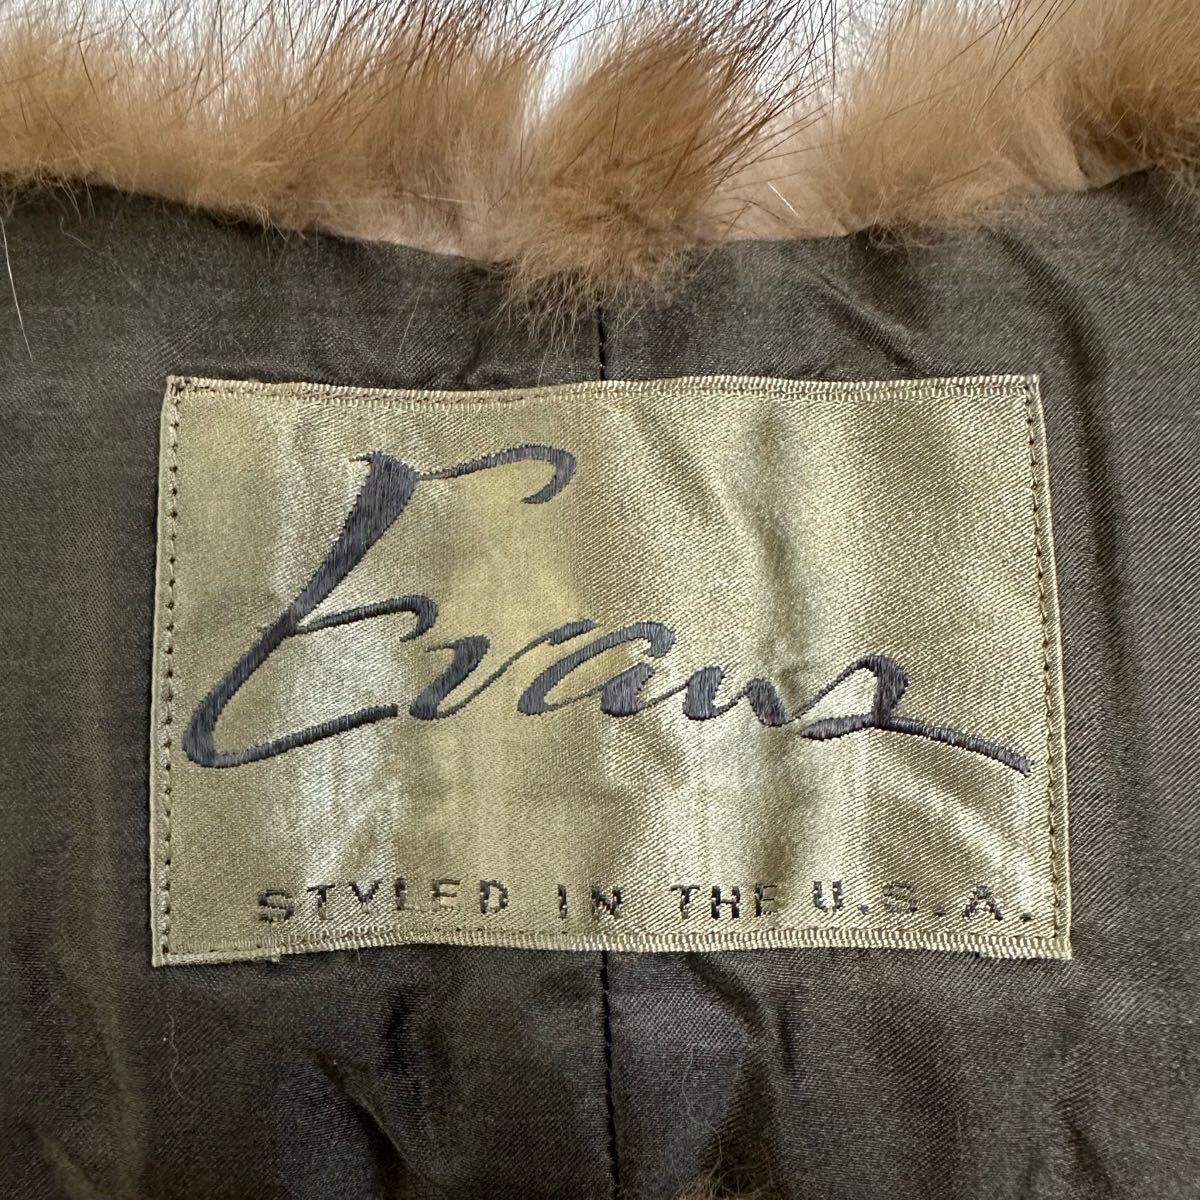 Evans
STYLED IN THE U.S.A.